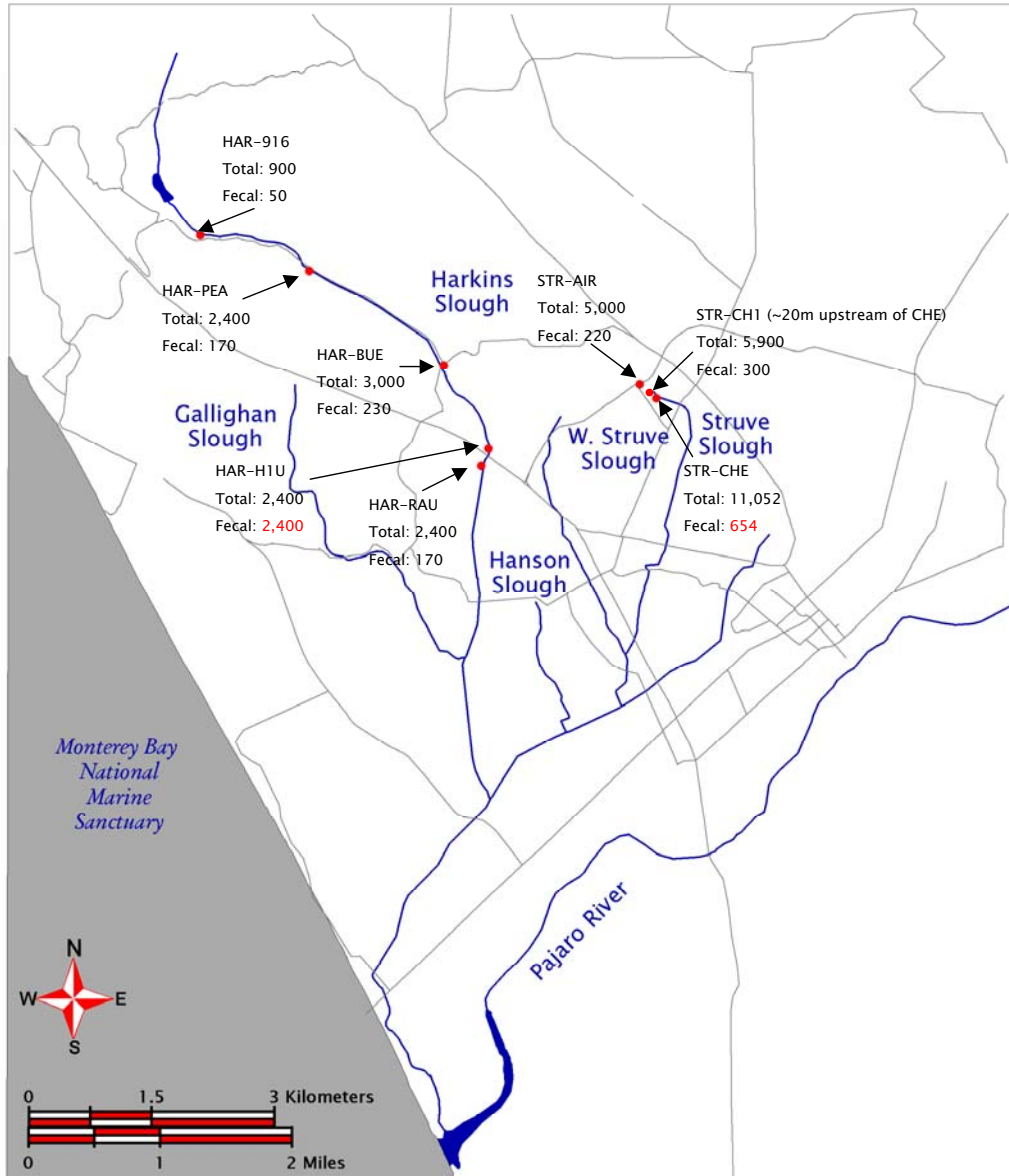 HAR-916
Total: 900
Fecal: 50
HAR-PEA
Total: 2,400
Fecal: 170
Harkins
Slough
STR-AIR
Total: 5,000
Fecal: 220
STR-CH1 (~20m upstream of CHE)
Total: 5,900
Fecal: 300
HAR-BUE
Total: 3,000
Fecal: 230
Gallighan
Slough
W. Struve
Slough
Struve
Slough
HAR-H1U
Total: 2,400
Fecal: 2,400
HAR-RAU
Total: 2,400
Fecal: 170
STR-CHE
Total: 11,052
Fecal: 654
Hanson
Slough
Monterey Bay
National
Marine
Sanctuary
Pajaro River
N
W E
S
0 1.5 3 Kilometers
0 1 2 Miles